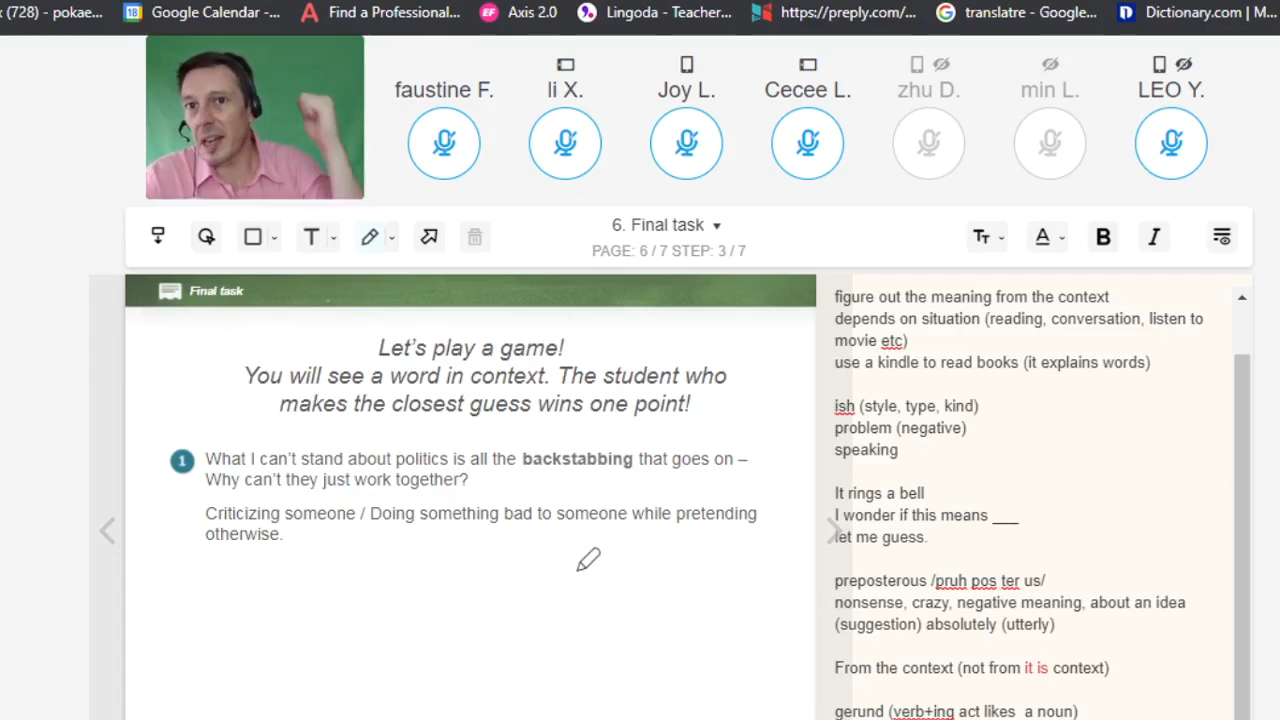 (728) - pokae...
18
Google Calendar -...
Find a Professional...
EF
Axis 2.0
Lingoda - Teacher...
https://preply.com/...
translatre - Google...
Dictionary.com | M...
faustine F.
li X.
Joy L.
Cecee L.
zhu D.
min L.
LEO Y.
T
6. Final task
PAGE: 6 / 7 STEP: 3 / 7
TT
A
B
I
Final task
Let's play a game!
You will see a word in context. The student who
makes the closest guess wins one point!
1
What I can't stand about politics is all the backstabbing that goes on –
Why can't they just work together?
Criticizing someone / Doing something bad to someone while pretending
otherwise.
figure out the meaning from the context
depends on situation (reading, conversation, listen to
movie etc)
use a kindle to read books (it explains words)
ish (style, type, kind)
problem (negative)
speaking
It rings a bell
I wonder if this means ___
let me guess.
preposterous /pruh pos ter us/
nonsense, crazy, negative meaning, about an idea
(suggestion) absolutely (utterly)
From the context (not from it is context)
gerund (verb+ing act likes  a noun)